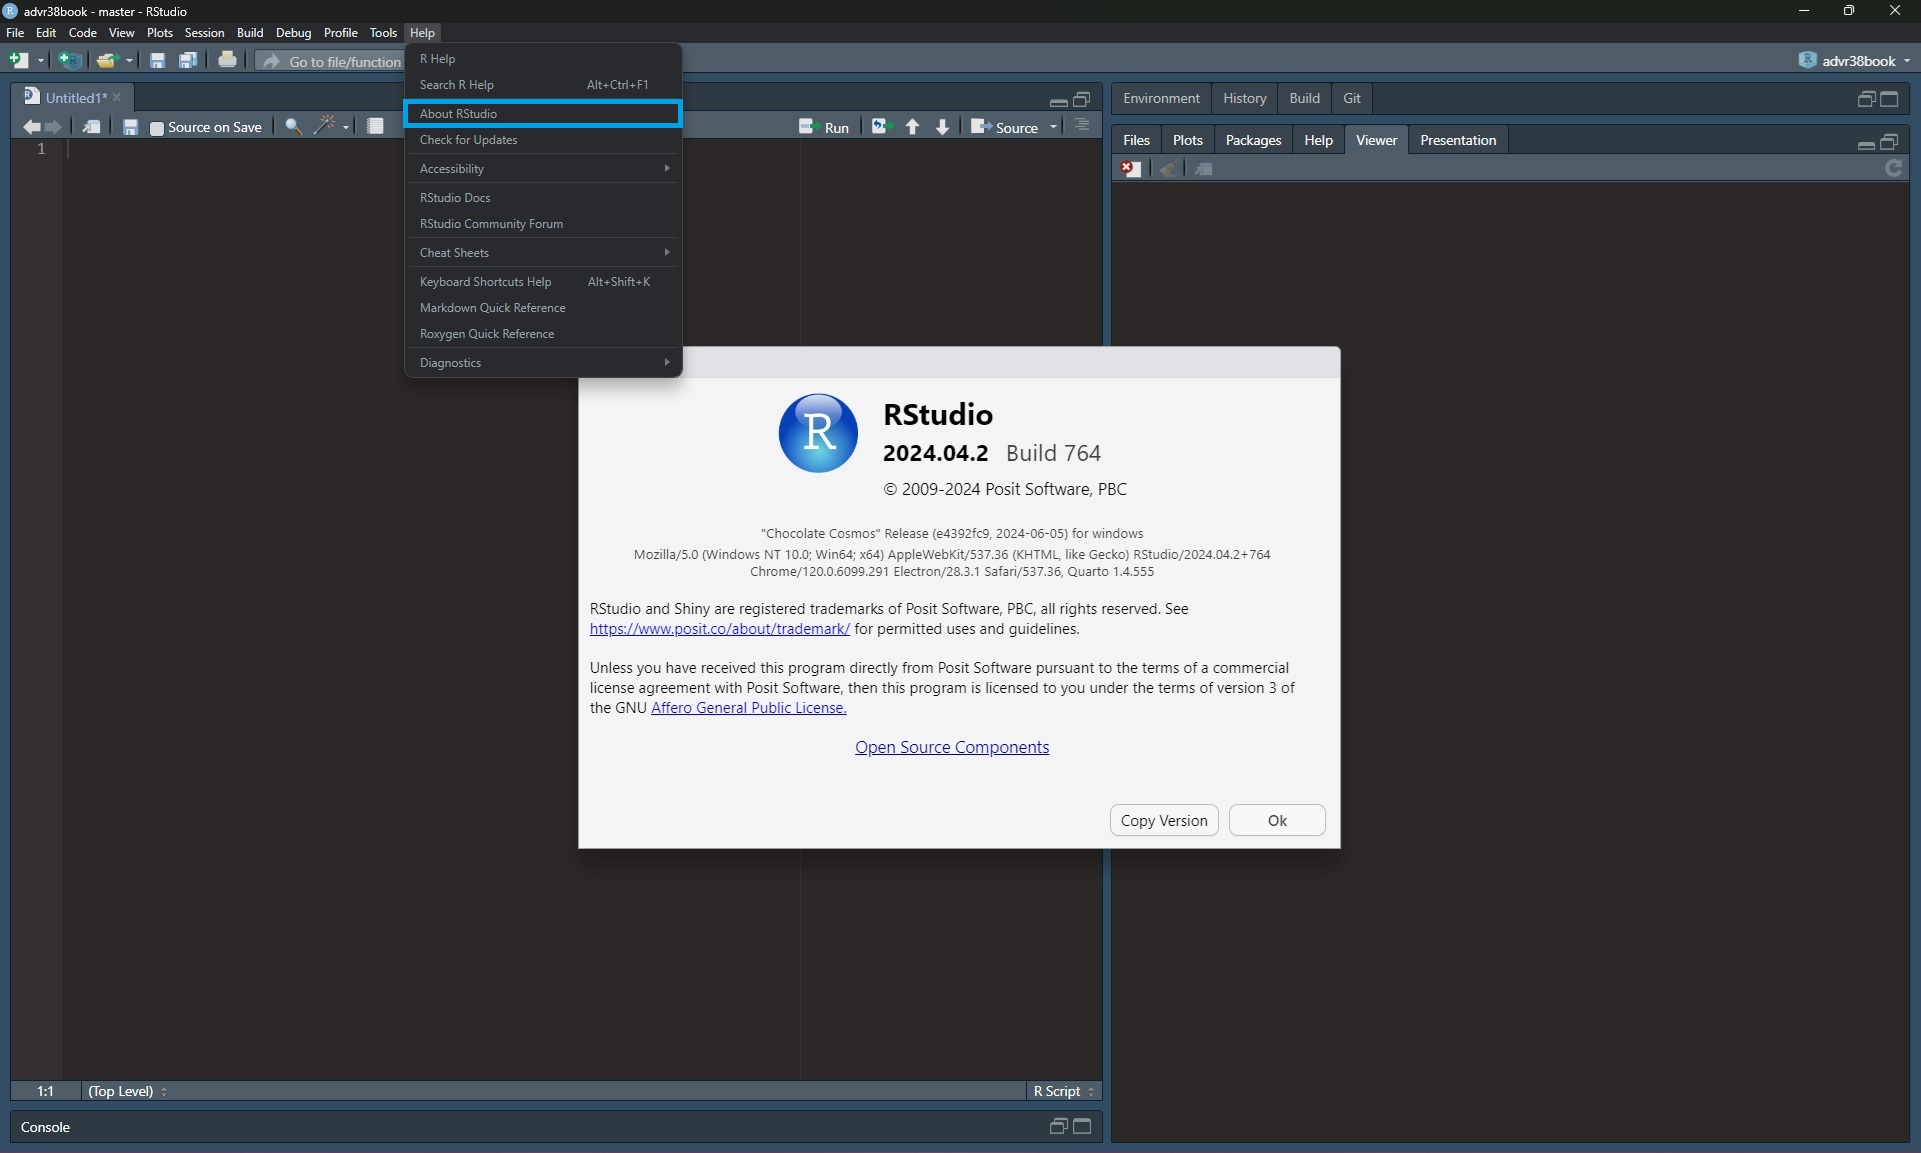 advr38book - master - RStudio
File Edit Code View Plots Session Build Debug Profile Tools Help
Go to file/function
advr38book
R Help
Search R Help Alt+Ctrl+F1
About RStudio
Check for Updates
Accessibility
RStudio Docs
RStudio Community Forum
Cheat Sheets
Keyboard Shortcuts Help Alt+Shift+K
Markdown Quick Reference
Roxygen Quick Reference
Diagnostics
Untitled1*
Source on Save
Run
Source
1
Environment History Build Git
Files Plots Packages Help Viewer Presentation
R
RStudio
2024.04.2 Build 764
© 2009-2024 Posit Software, PBC
"Chocolate Cosmos" Release (e4392fc9, 2024-06-05) for windows
Mozilla/5.0 (Windows NT 10.0; Win64; x64) AppleWebKit/537.36 (KHTML, like Gecko) RStudio/2024.04.2+764
Chrome/120.0.6099.291 Electron/28.3.1 Safari/537.36, Quarto 1.4.555
RStudio and Shiny are registered trademarks of Posit Software, PBC, all rights reserved. See
https://www.posit.co/about/trademark/ for permitted uses and guidelines.
Unless you have received this program directly from Posit Software pursuant to the terms of a commercial
license agreement with Posit Software, then this program is licensed to you under the terms of version 3 of
the GNU Affero General Public License.
Open Source Components
Copy Version Ok
1:1 (Top Level) R Script
Console